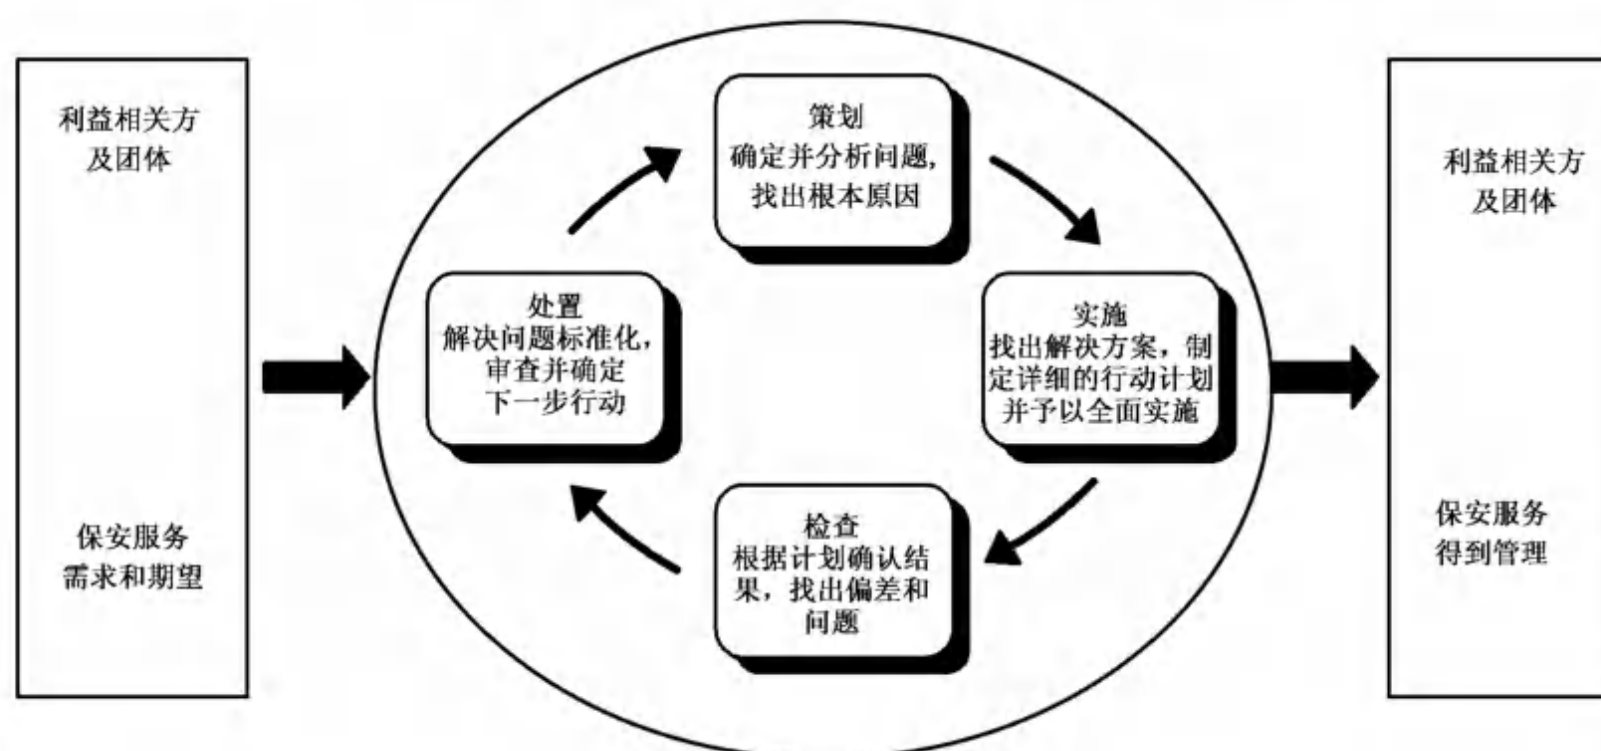 利益相关方
及团体
保安服务
需求和期望
策划
确定并分析问题,
找出根本原因
处置
解决问题标准化,
审查并确定
下一步行动
实施
找出解决方案, 制
定详细的行动计划
并予以全面实施
检查
根据计划确认结
果, 找出偏差和
问题
利益相关方
及团体
保安服务
得到管理